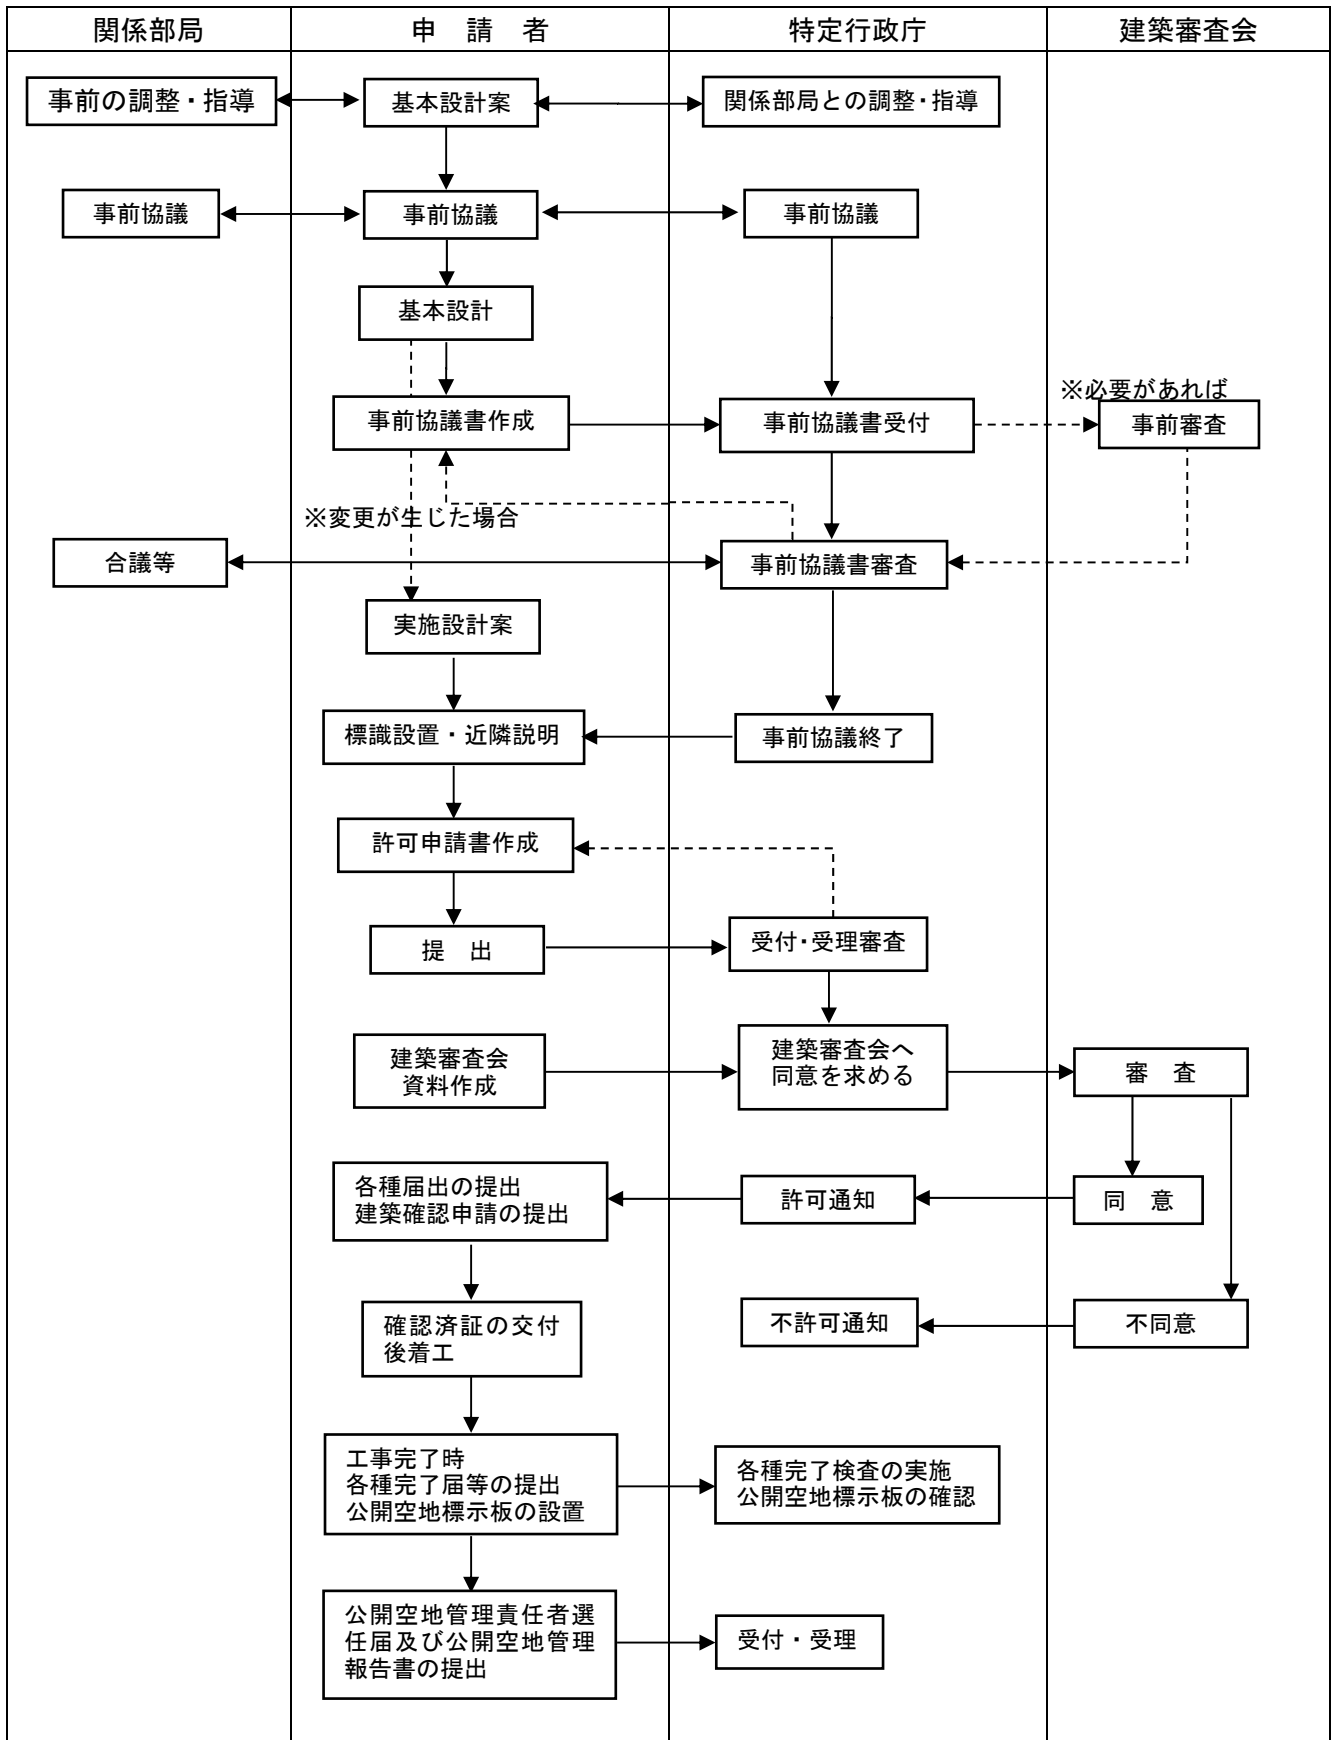 関係部局
申　請　者
特定行政庁
建築審査会
事前の調整・指導
基本設計案
関係部局との調整・指導
事前協議
事前協議
事前協議
基本設計
※必要があれば
事前協議書作成
事前協議書受付
事前審査
※変更が生じた場合
合議等
事前協議書審査
実施設計案
標識設置・近隣説明
事前協議終了
許可申請書作成
提　出
受付・受理審査
建築審査会
資料作成
建築審査会へ
同意を求める
審　査
各種届出の提出
建築確認申請の提出
許可通知
同　意
確認済証の交付
後着工
不許可通知
不同意
工事完了時
各種完了届等の提出
公開空地標示板の設置
各種完了検査の実施
公開空地標示板の確認
公開空地管理責任者選
任届及び公開空地管理
報告書の提出
受付・受理